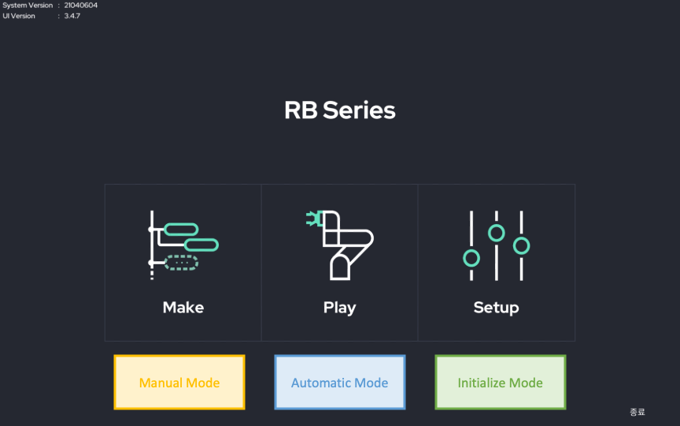 System Version : 21040604
UI Version : 3.4.7
RB Series
Make Play Setup
Manual Mode Automatic Mode Initialize Mode
종료